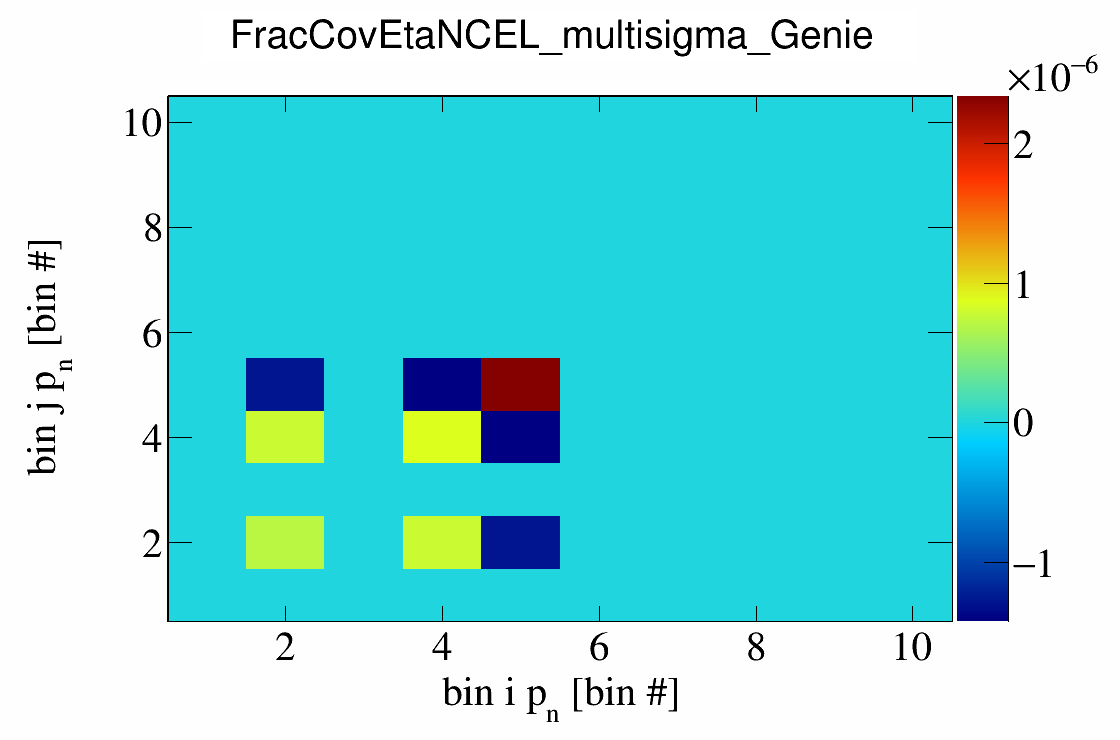 FracCovEtaNCEL_multisigma_Genie
×10⁻⁶
10
8
6
4
2
bin j pₙ [bin #]
2
1
0
−1
2 4 6 8 10
bin i pₙ [bin #]